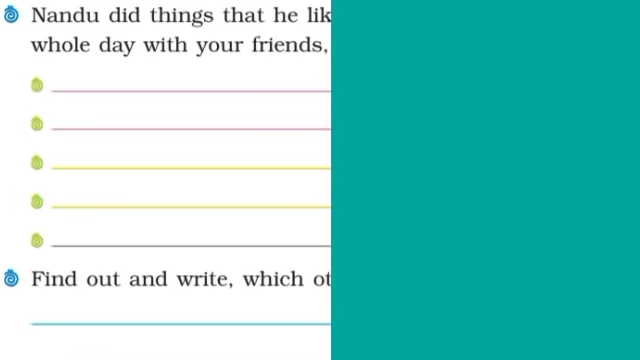 Nandu did things that he lik
whole day with your friends,
Find out and write, which ot